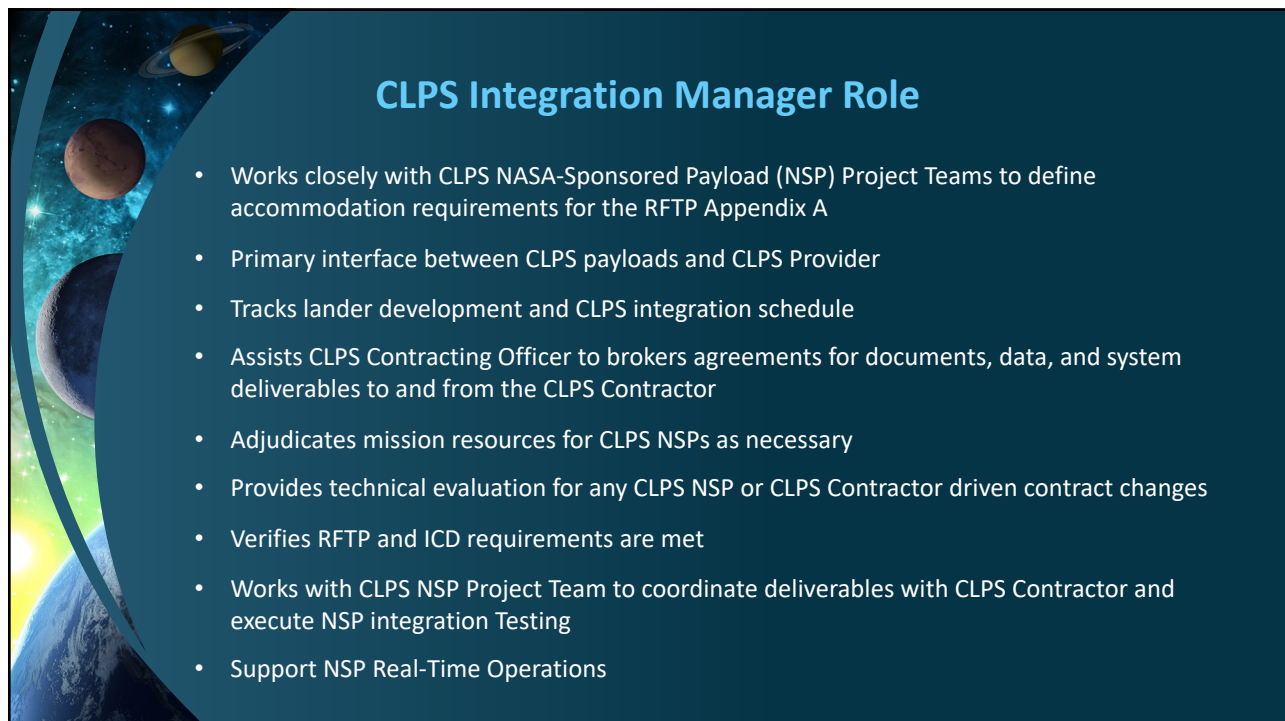 CLPS Integration Manager Role
• Works closely with CLPS NASA-Sponsored Payload (NSP) Project Teams to define
accommodation requirements for the RFTP Appendix A
• Primary interface between CLPS payloads and CLPS Provider
• Tracks lander development and CLPS integration schedule
• Assists CLPS Contracting Officer to brokers agreements for documents, data, and system
deliverables to and from the CLPS Contractor
• Adjudicates mission resources for CLPS NSPs as necessary
• Provides technical evaluation for any CLPS NSP or CLPS Contractor driven contract changes
• Verifies RFTP and ICD requirements are met
• Works with CLPS NSP Project Team to coordinate deliverables with CLPS Contractor and
execute NSP integration Testing
• Support NSP Real-Time Operations